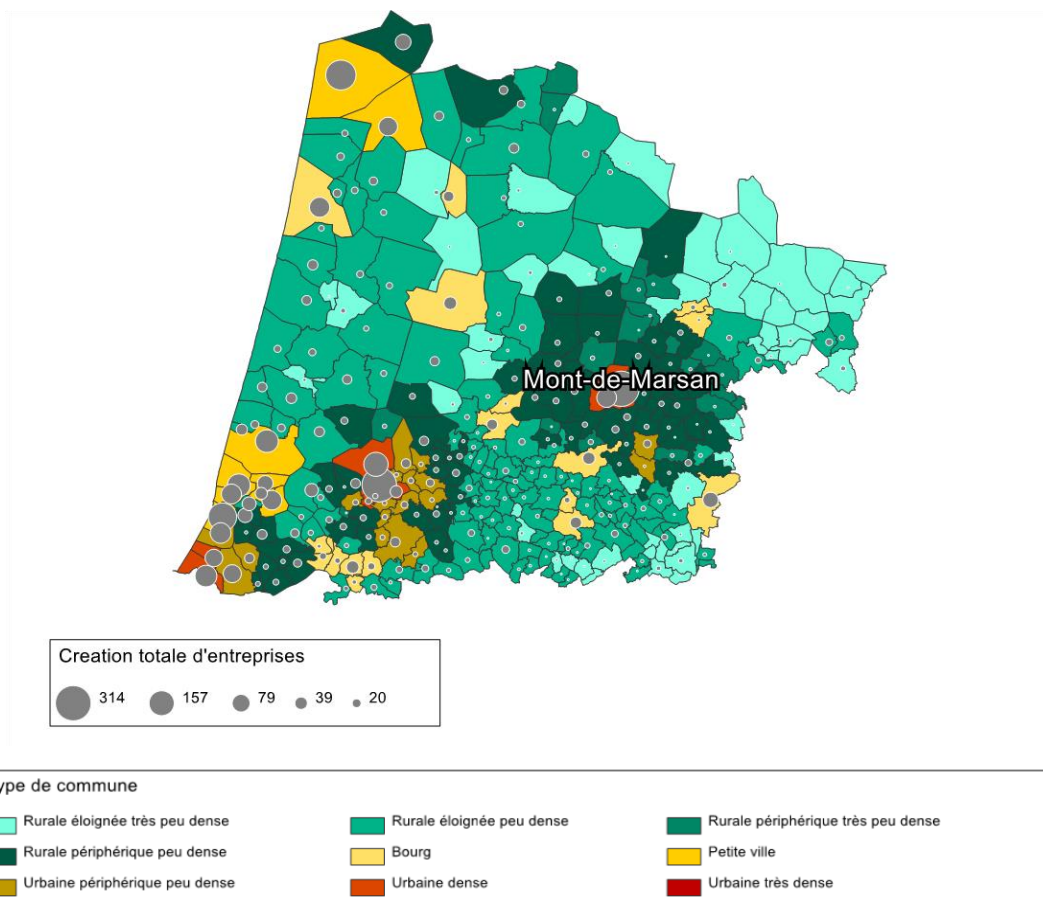 Mont-de-Marsan
Creation totale d'entreprises
314 157 79 39 20
ype de commune
Rurale éloignée très peu dense Rurale éloignée peu dense Rurale périphérique très peu dense
Rurale périphérique peu dense Bourg Petite ville
Urbaine périphérique peu dense Urbaine dense Urbaine très dense